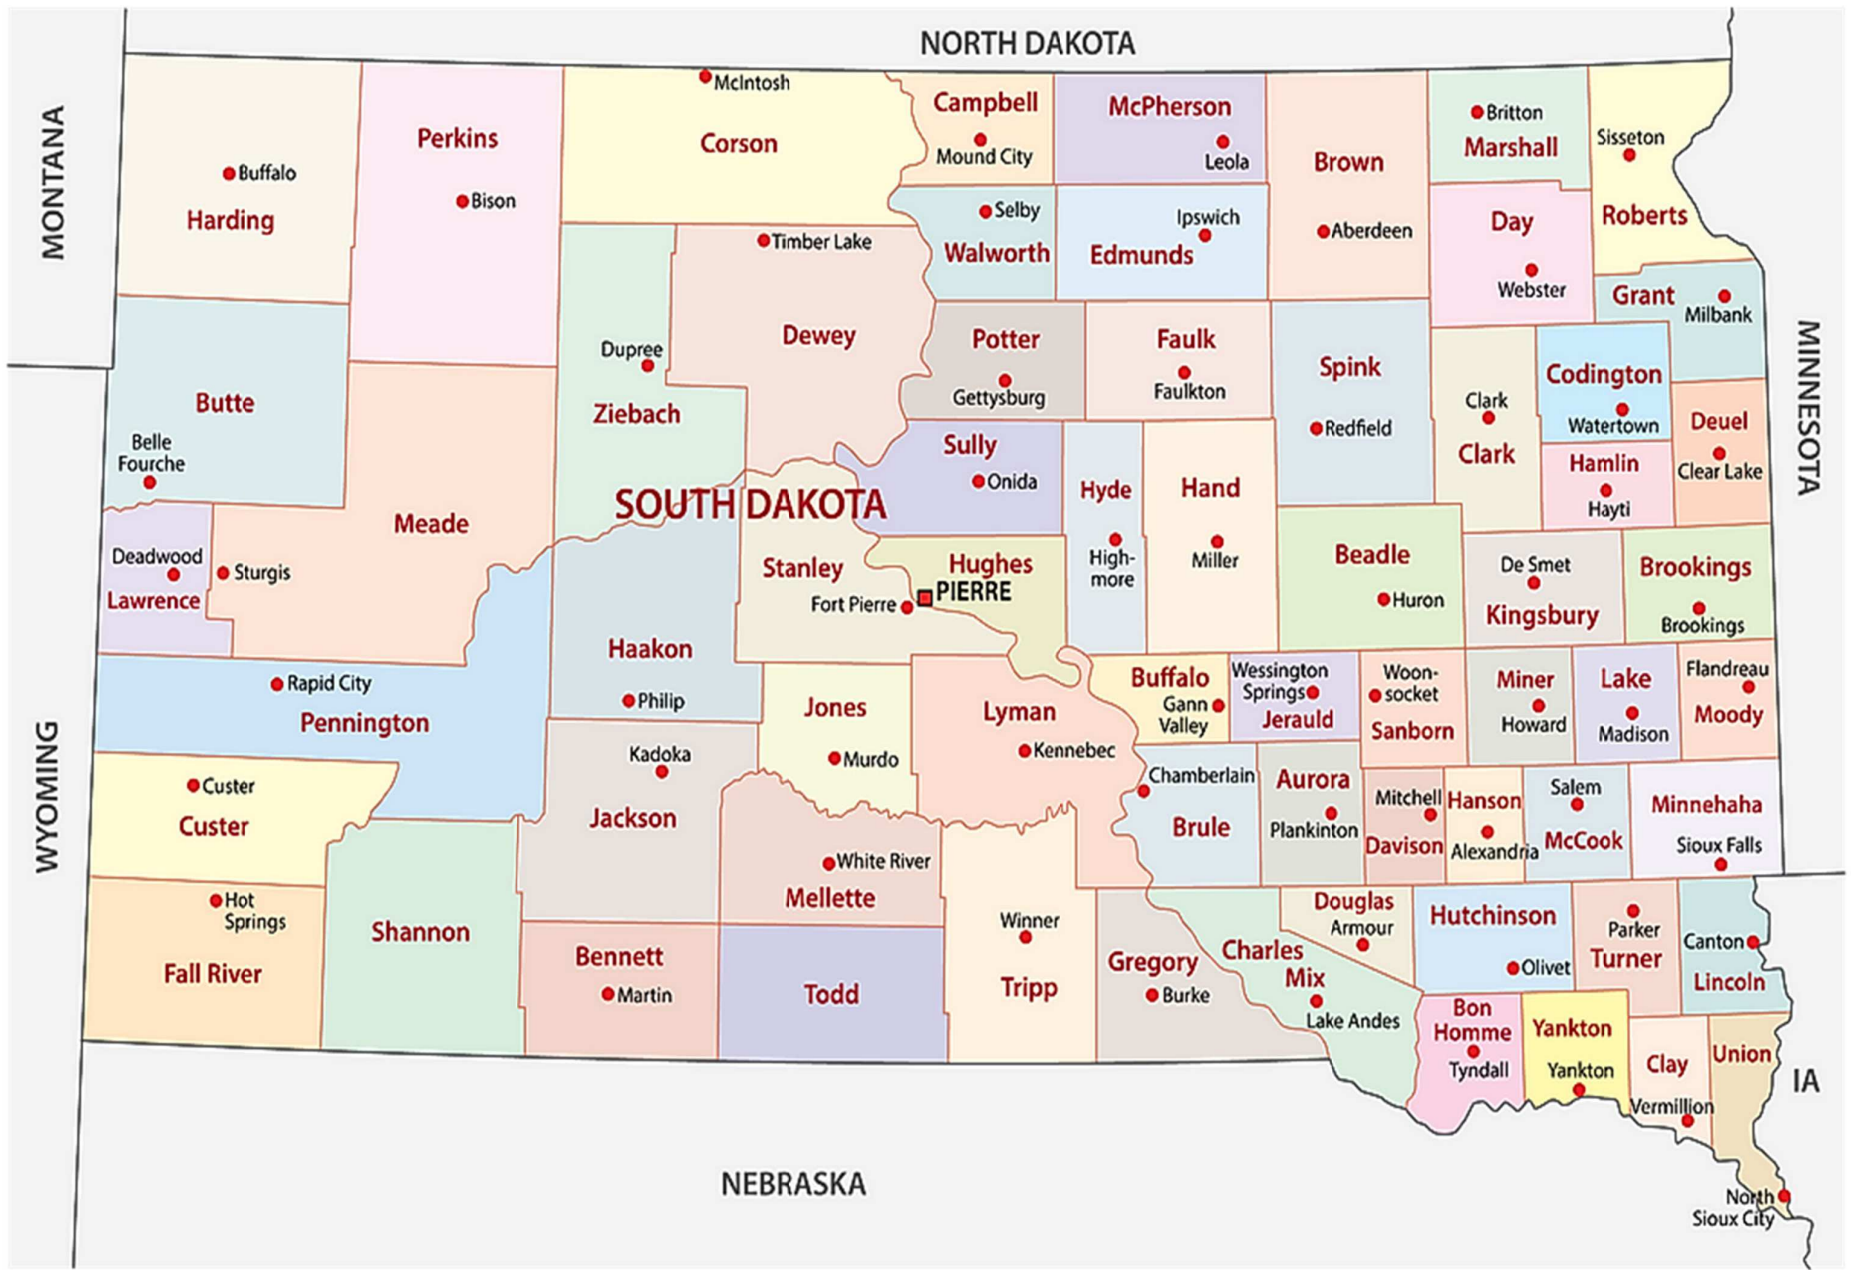 NORTH DAKOTA
MONTANA
WYOMING
MINNESOTA
NEBRASKA
IA
SOUTH DAKOTA
McIntosh
Corson
Perkins
Bison
Buffalo
Harding
Campbell
Mound City
McPherson
Leola
Brown
Aberdeen
Britton
Marshall
Sisseton
Roberts
Selby
Walworth
Ipswich
Edmunds
Day
Webster
Grant
Milbank
Timber Lake
Dewey
Dupree
Ziebach
Butte
Belle
Fourche
Meade
Sturgis
Deadwood
Lawrence
Potter
Gettysburg
Faulk
Faulkton
Spink
Redfield
Clark
Clark
Codington
Watertown
Deuel
Clear Lake
Hamlin
Hayti
Sully
Onida
Hyde
High-
more
Hand
Miller
Stanley
Fort Pierre
Hughes
PIERRE
Beadle
Huron
De Smet
Kingsbury
Brookings
Brookings
Haakon
Philip
Rapid City
Pennington
Jones
Murdo
Lyman
Kennebec
Buffalo
Gann
Valley
Wessington
Springs
Jerauld
Woon-
socket
Sanborn
Miner
Howard
Lake
Madison
Flandreau
Moody
Custer
Custer
Kadoka
Jackson
White River
Mellette
Chamberlain
Brule
Aurora
Plankinton
Mitchell
Davison
Hanson
Alexandria
Salem
McCook
Minnehaha
Sioux Falls
Hot
Springs
Fall River
Shannon
Bennett
Martin
Todd
Winner
Tripp
Gregory
Burke
Charles
Mix
Lake Andes
Douglas
Armour
Hutchinson
Olivet
Parker
Turner
Canton
Lincoln
Bon
Homme
Tyndall
Yankton
Yankton
Clay
Vermillion
Union
North
Sioux City